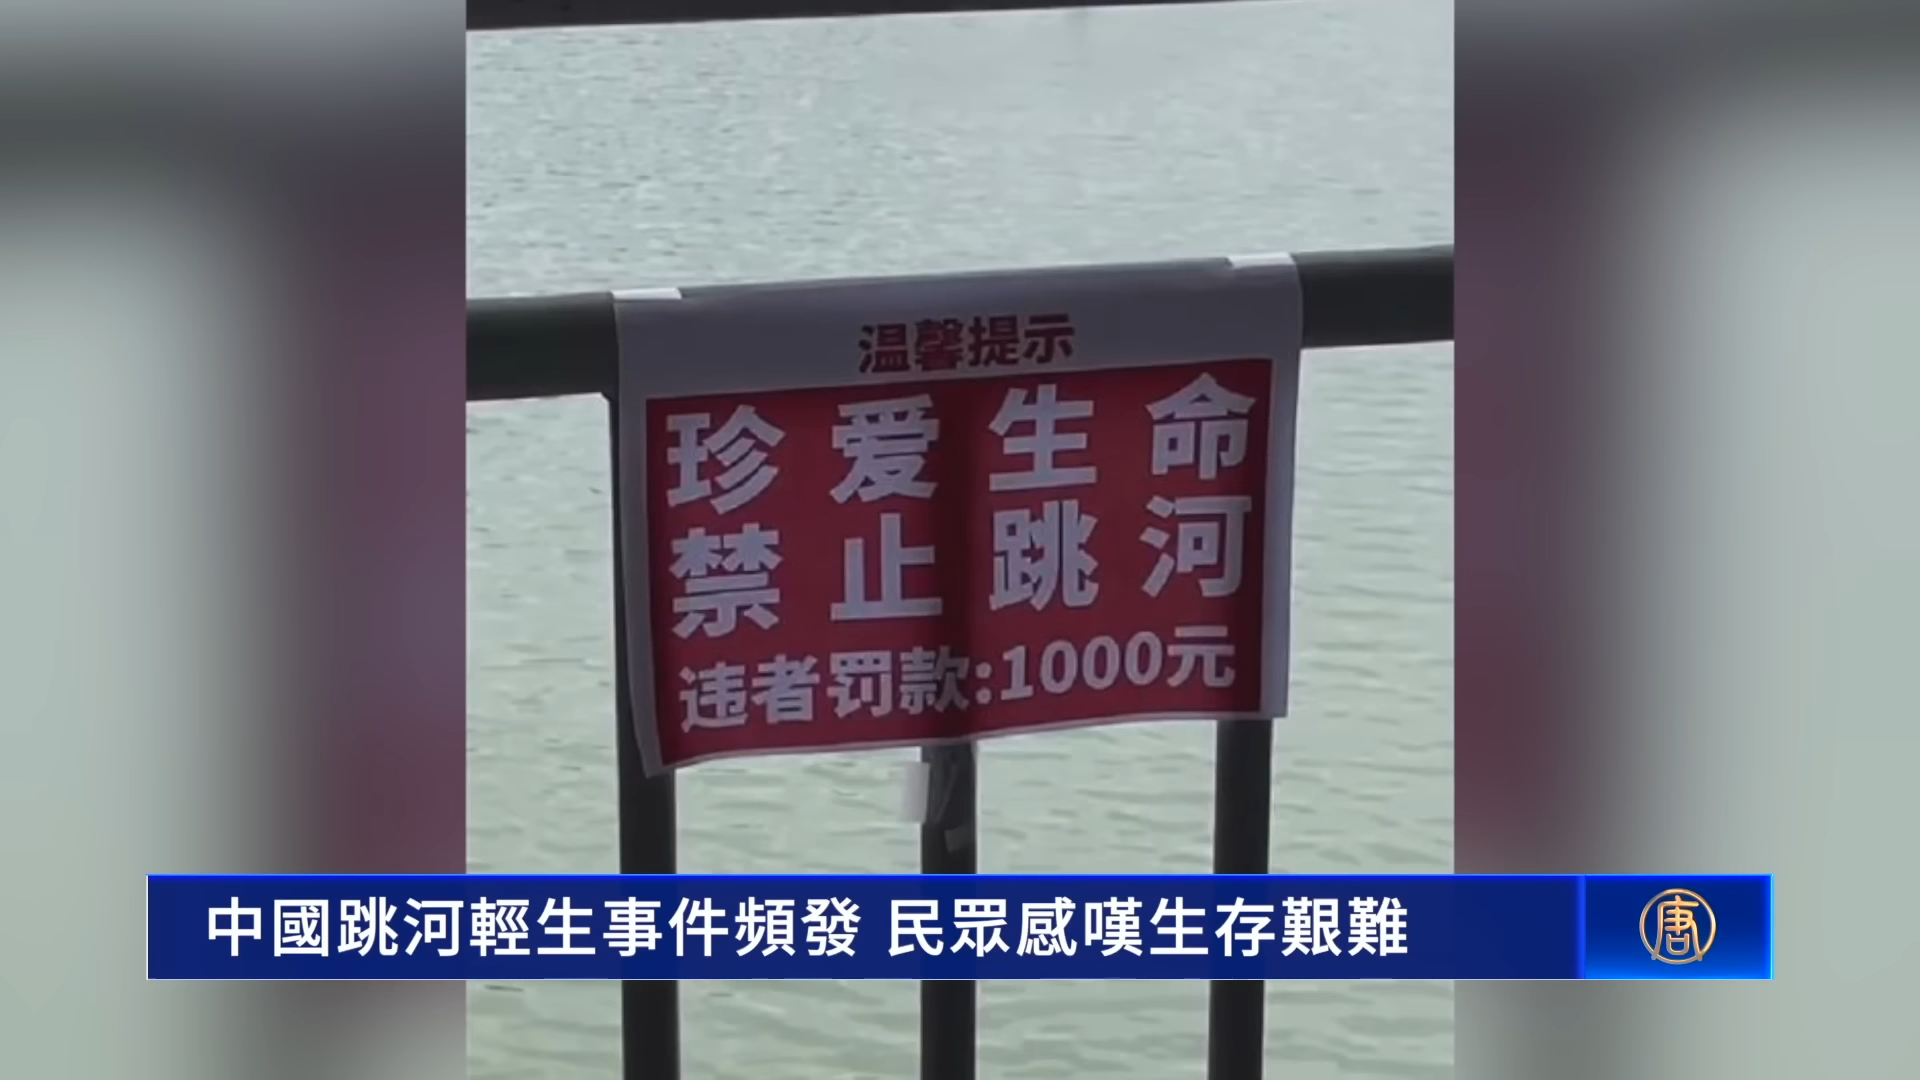 温馨提示
珍爱生命
禁止跳河
违者罚款:1000元
中國跳河輕生事件頻發 民眾感嘆生存艱難
唐